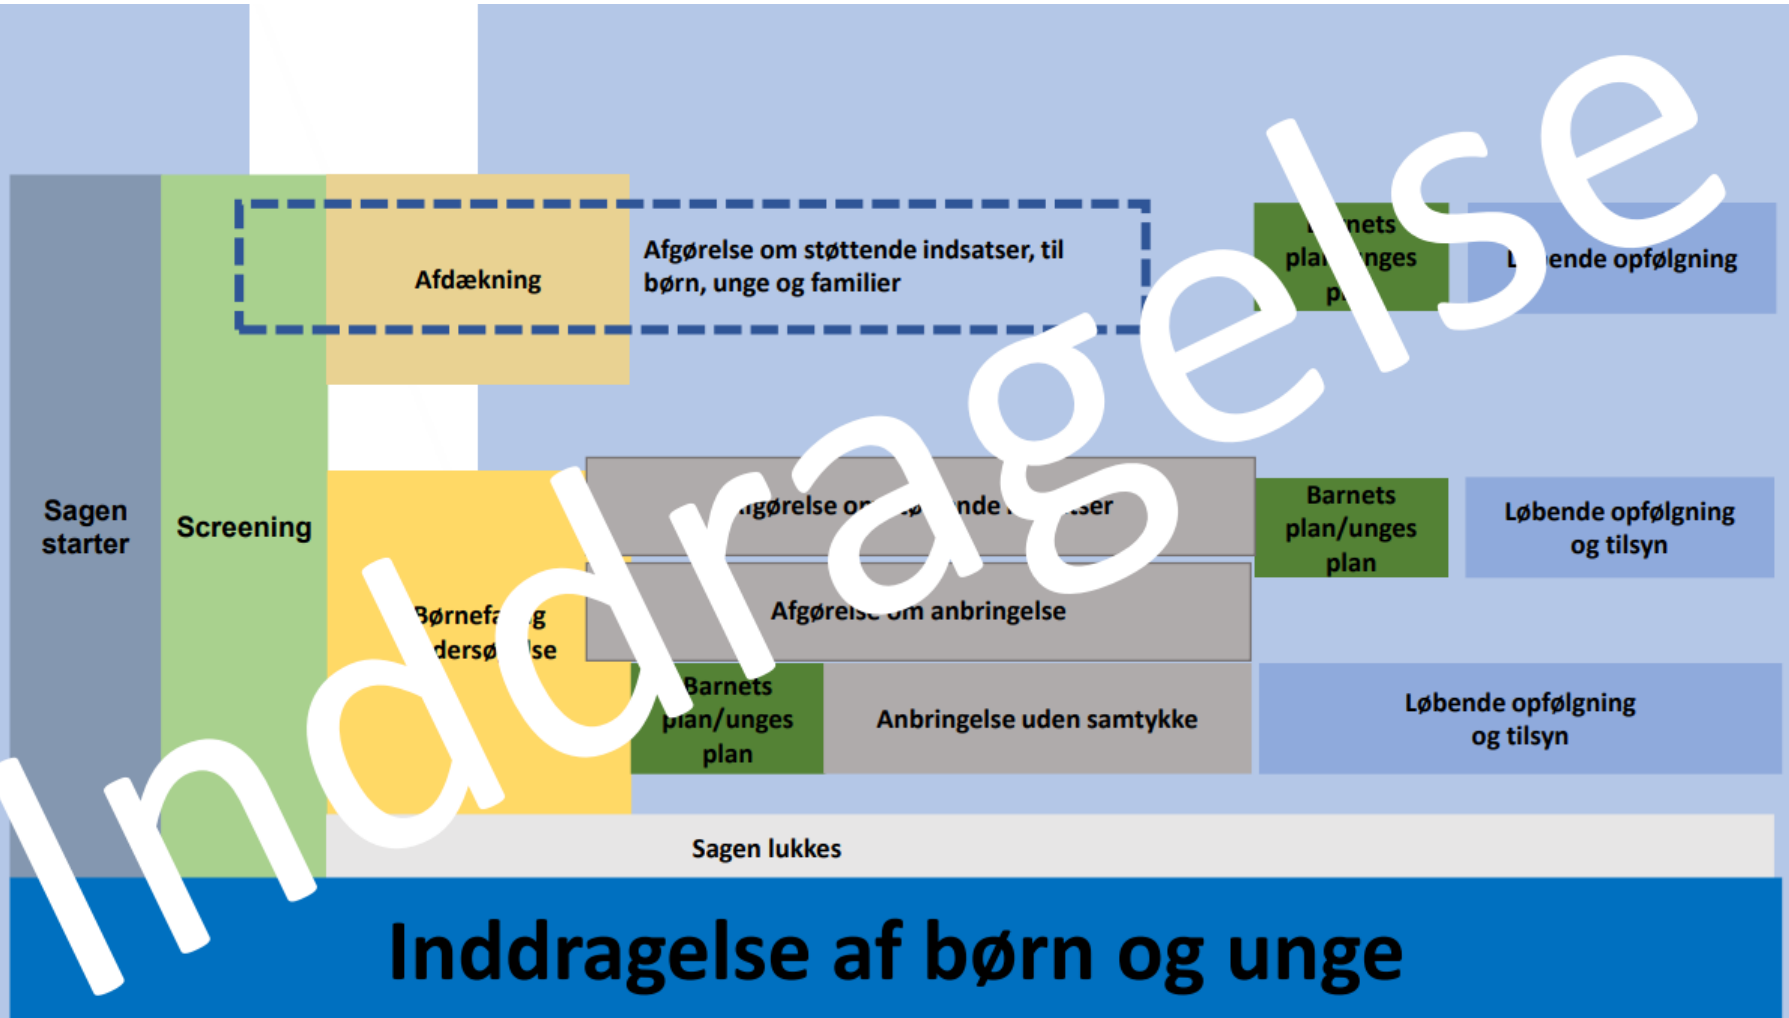 Inddragelse
Sagen
starter
Screening
Afdækning
Afgørelse om støttende indsatser, til
børn, unge og familier
plan
Løbende opfølgning
Afgørelse
Barnets
plan/unges
plan
Løbende opfølgning
og tilsyn
Afgørelse om anbringelse
Barnets
plan/unges
plan
Anbringelse uden samtykke
Løbende opfølgning
og tilsyn
Sagen lukkes
Inddragelse af børn og unge